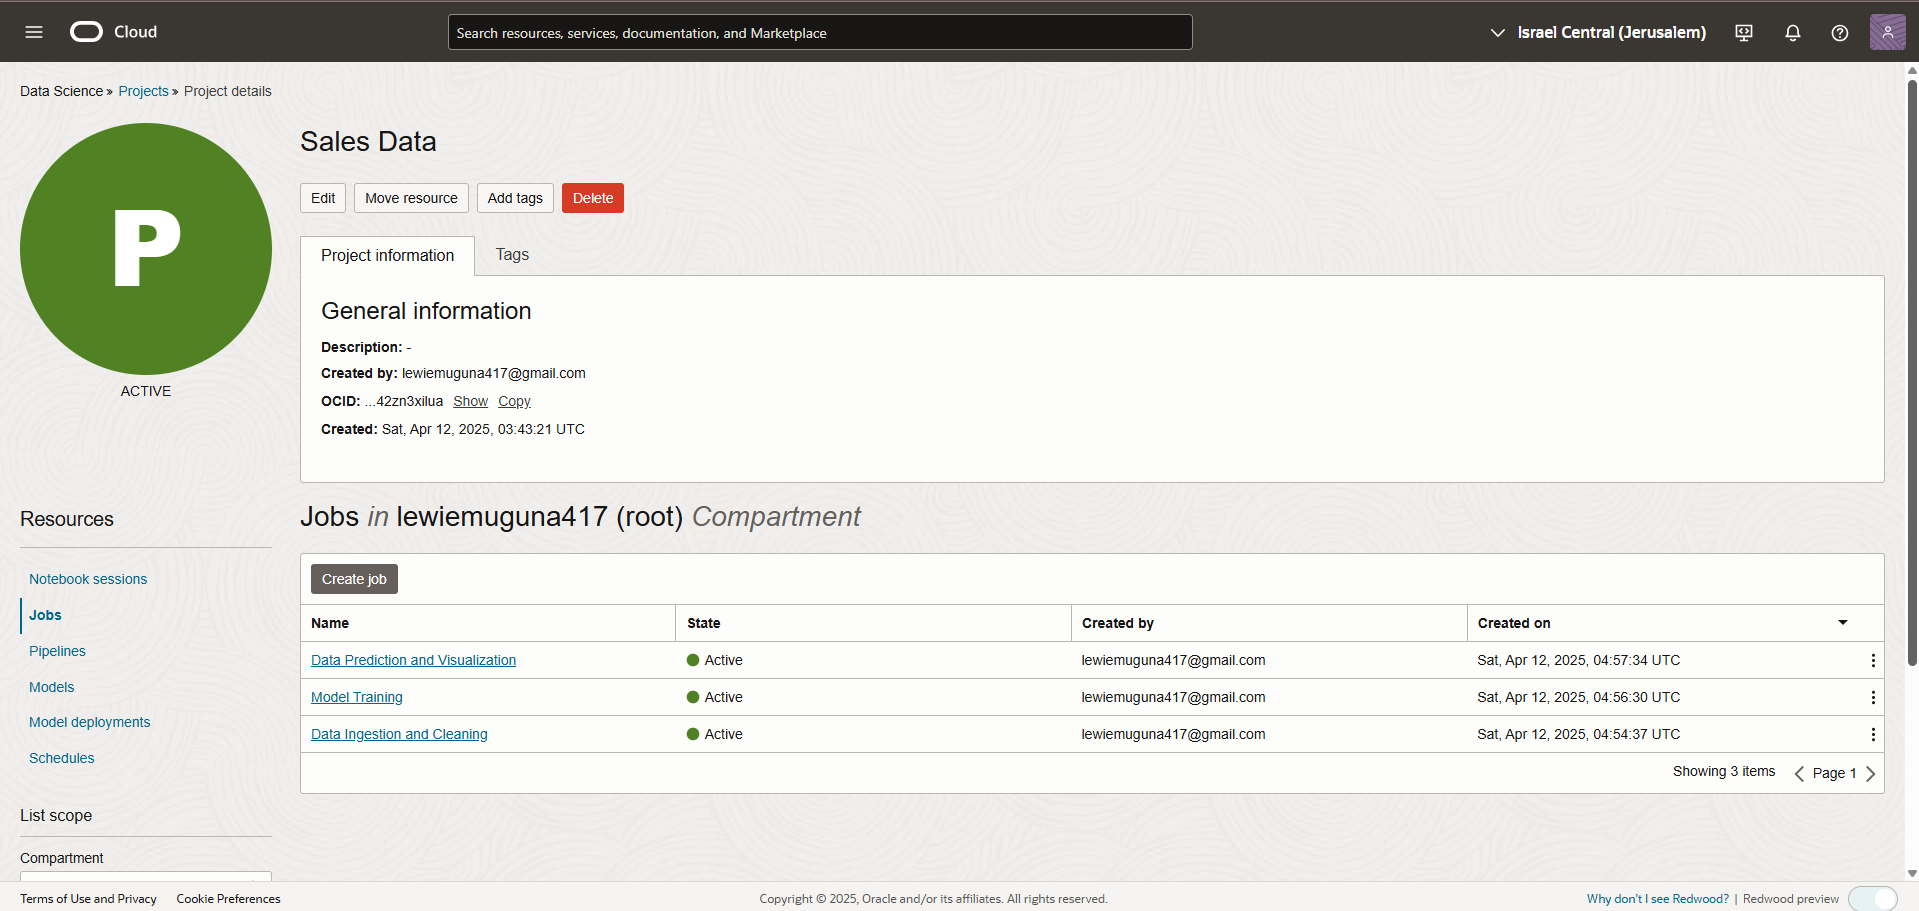 Cloud
Search resources, services, documentation, and Marketplace
Israel Central (Jerusalem)
Data Science » Projects » Project details
P
ACTIVE
Sales Data
Edit
Move resource
Add tags
Delete
Project information
Tags
General information
Description: -
Created by: lewiemuguna417@gmail.com
OCID: ...42zn3xilua Show Copy
Created: Sat, Apr 12, 2025, 03:43:21 UTC
Resources
Notebook sessions
Jobs
Pipelines
Models
Model deployments
Schedules
List scope
Compartment
Jobs in lewiemuguna417 (root) Compartment
Create job
Name State Created by Created on
Data Prediction and Visualization Active lewiemuguna417@gmail.com Sat, Apr 12, 2025, 04:57:34 UTC
Model Training Active lewiemuguna417@gmail.com Sat, Apr 12, 2025, 04:56:30 UTC
Data Ingestion and Cleaning Active lewiemuguna417@gmail.com Sat, Apr 12, 2025, 04:54:37 UTC
Showing 3 items Page 1
Terms of Use and Privacy Cookie Preferences
Copyright © 2025, Oracle and/or its affiliates. All rights reserved.
Why don't I see Redwood? | Redwood preview